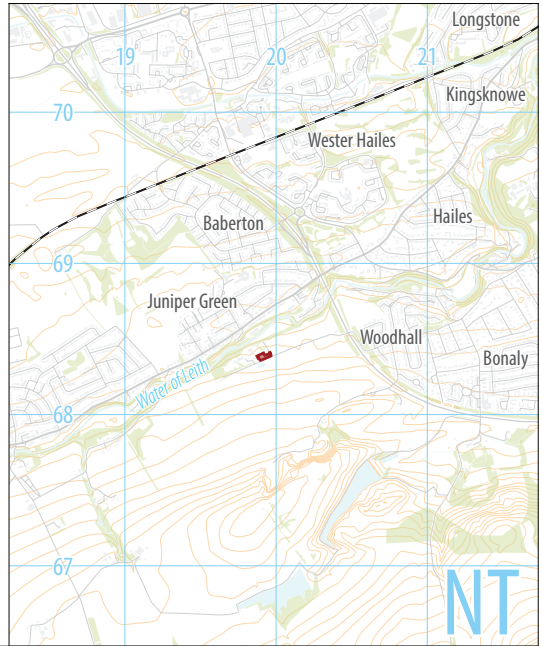 Longstone
19
20
21
Kingsknowe
70
Wester Hailes
Baberton
Hailes
69
Juniper Green
Woodhall
Bonaly
Water of Leith
68
67
NT